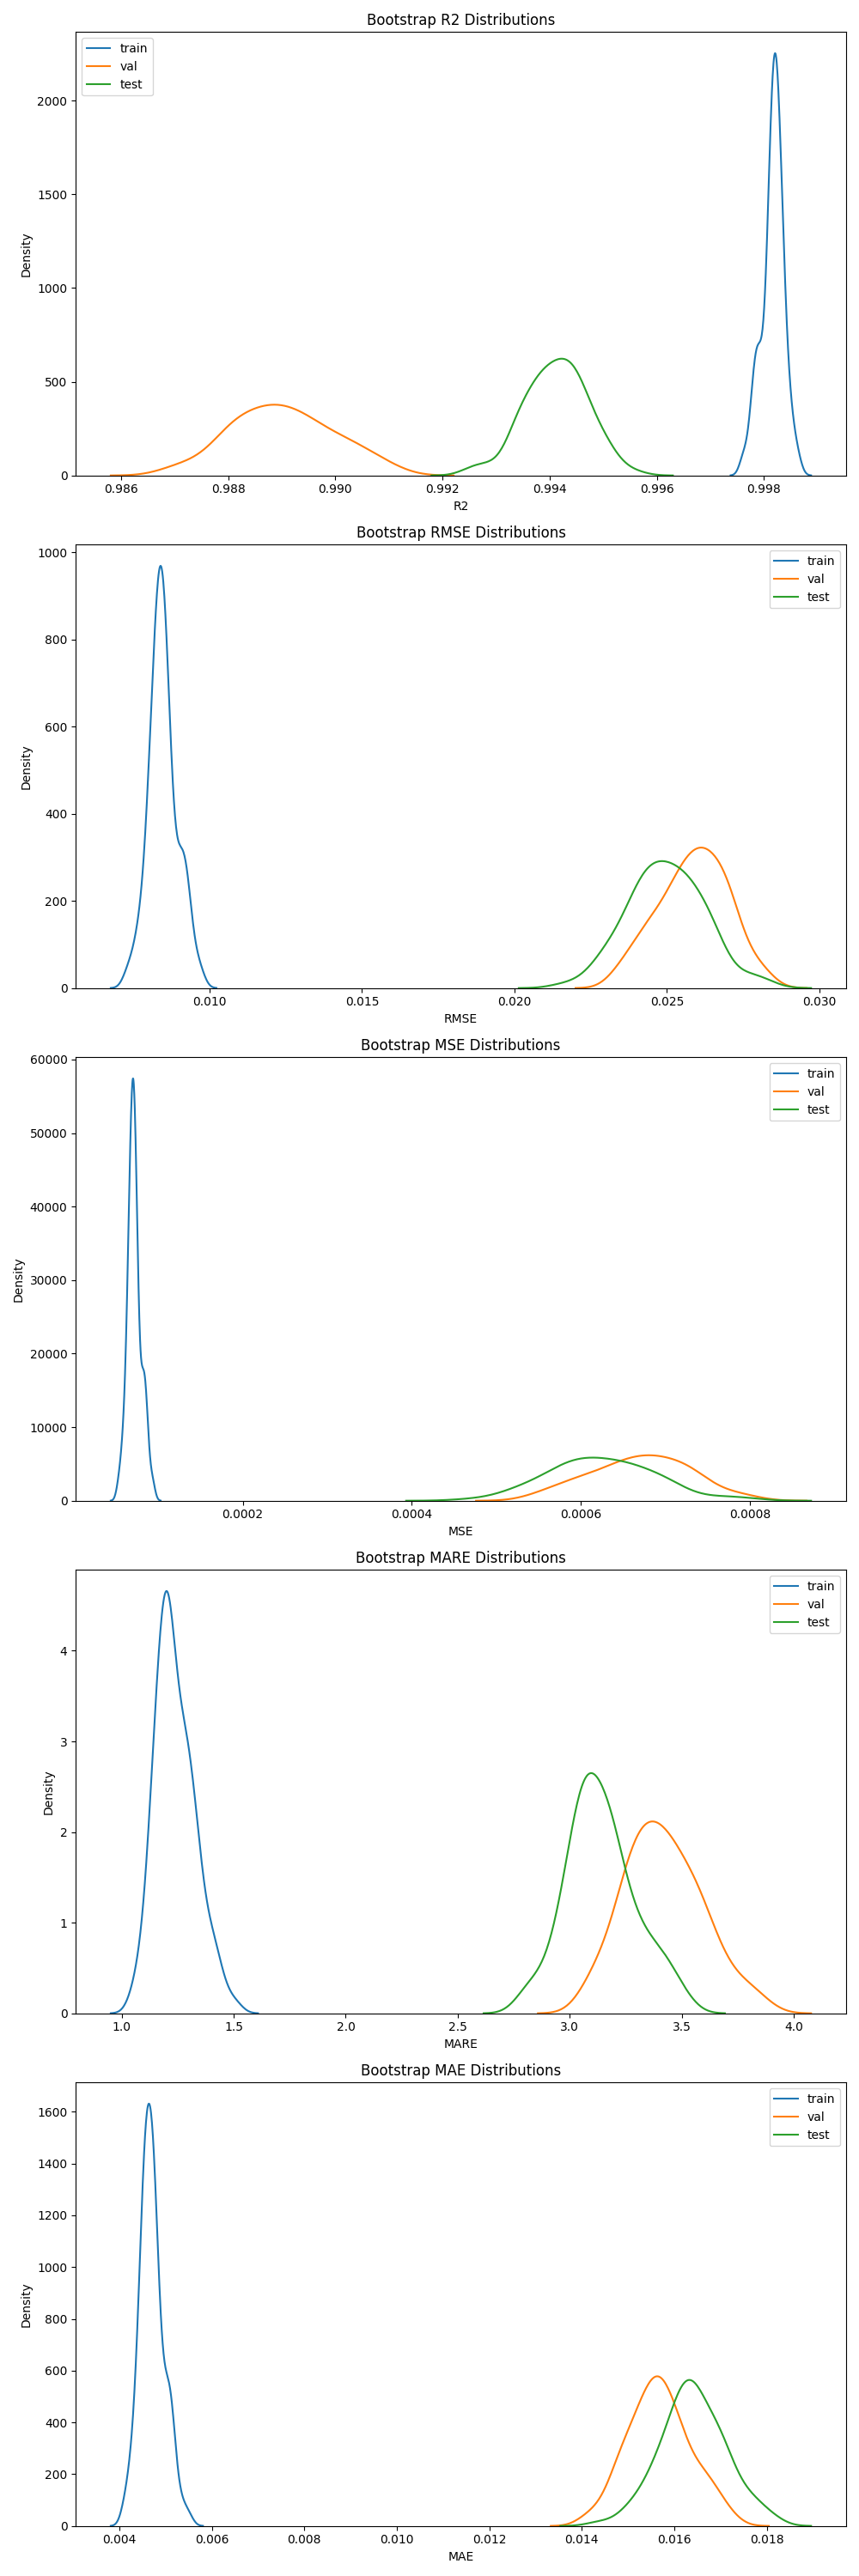 Bootstrap R2 Distributions
train
val
test
2000
1500
1000
500
0
Density
0.986 0.988 0.990 0.992 0.994 0.996 0.998
R2
Bootstrap RMSE Distributions
train
val
test
1000
800
600
400
200
0
Density
0.010 0.015 0.020 0.025 0.030
RMSE
Bootstrap MSE Distributions
train
val
test
60000
50000
40000
30000
20000
10000
0
Density
0.0002 0.0004 0.0006 0.0008
MSE
Bootstrap MARE Distributions
train
val
test
4
3
2
1
0
Density
1.0 1.5 2.0 2.5 3.0 3.5 4.0
MARE
Bootstrap MAE Distributions
train
val
test
1600
1400
1200
1000
800
600
400
200
0
Density
0.004 0.006 0.008 0.010 0.012 0.014 0.016 0.018
MAE